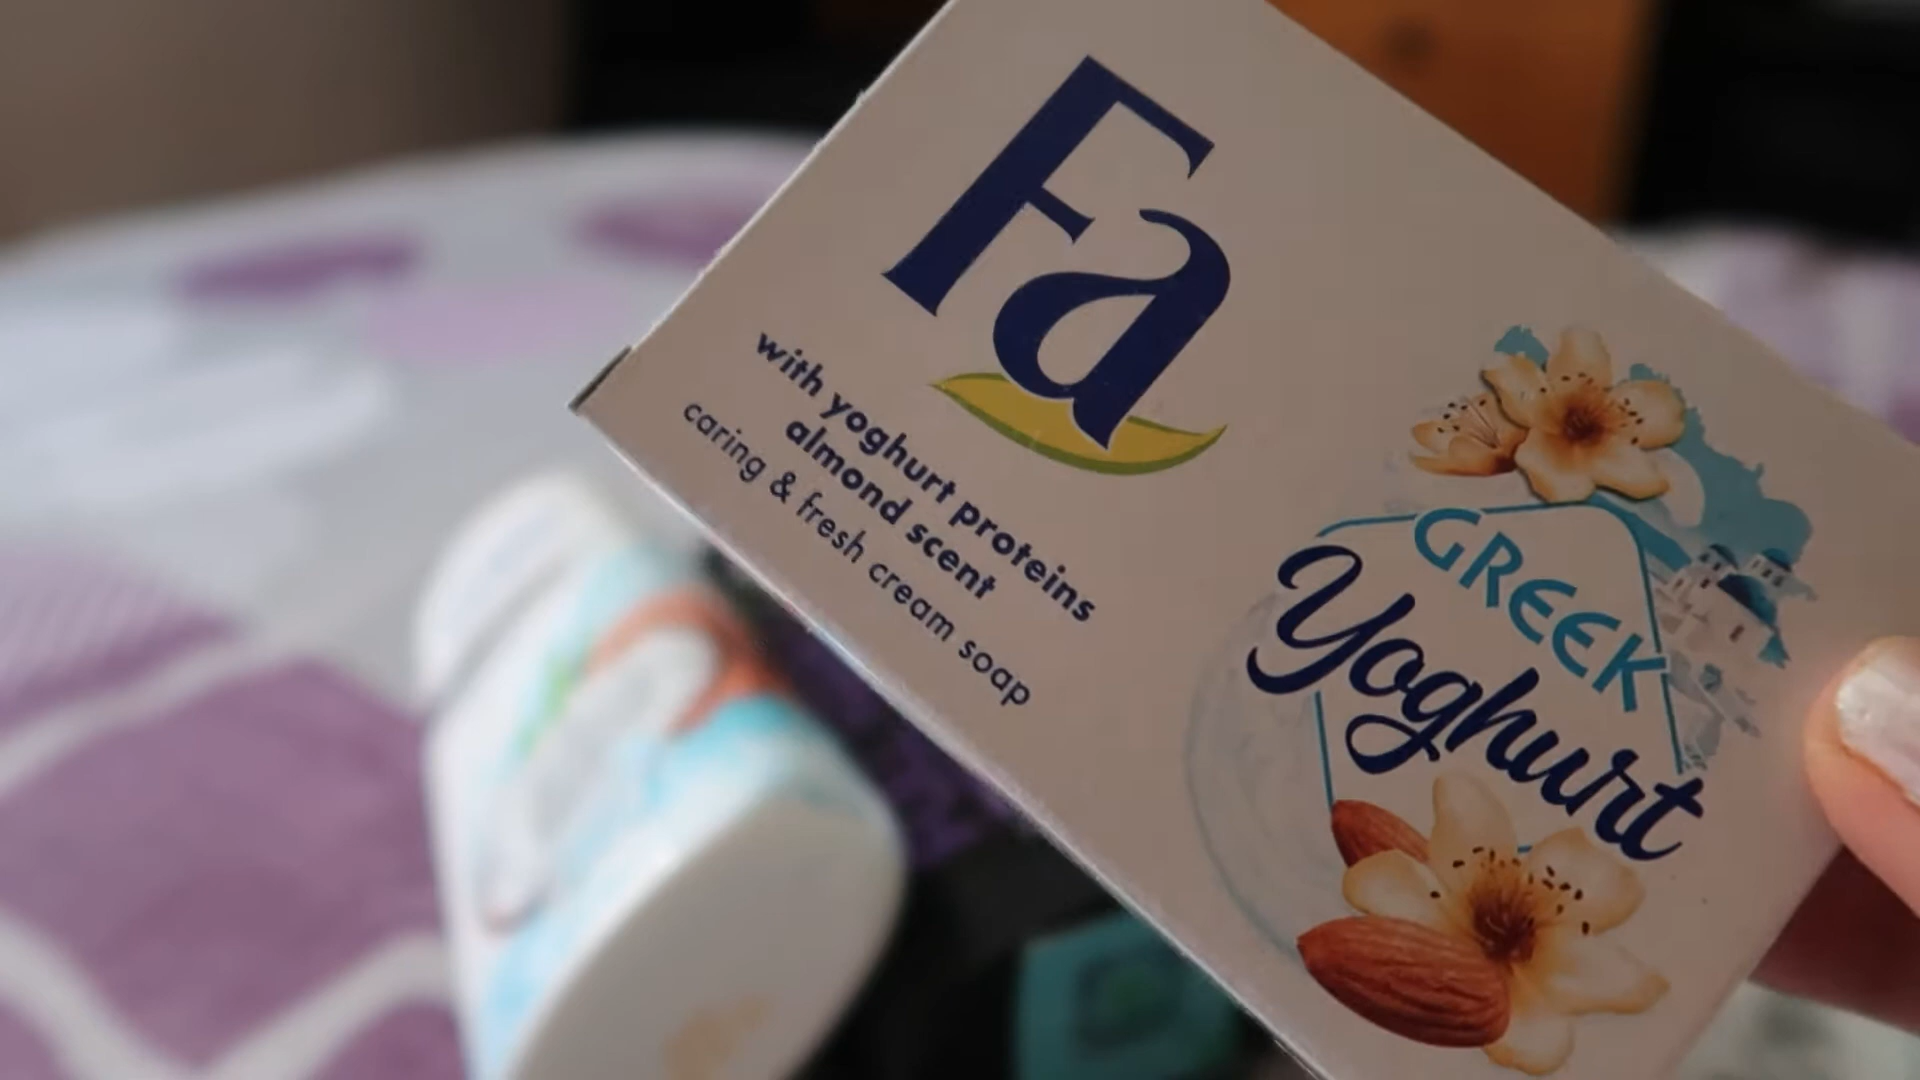 Fa
with yoghurt proteins
almond scent
caring & fresh cream soap
GREEK
Yoghurt